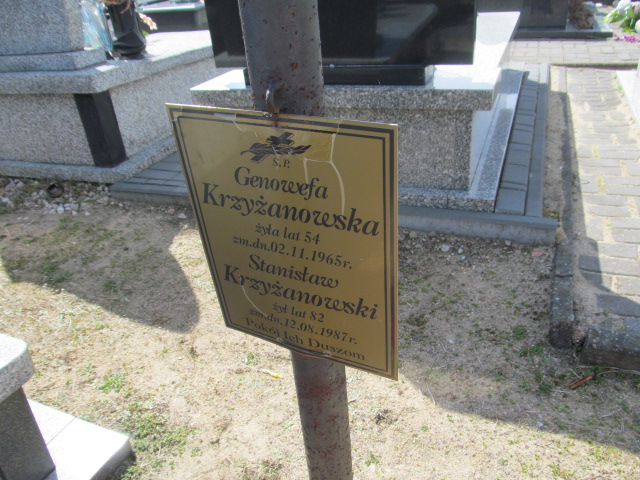 Ś.P.
Genowefa
Krzyżanowska
żyła lat 54
zm.dn.02.11.1965r.
Stanisław
Krzyżanowski
żył lat 82
zm.dn.12.08.1987r.
Pokój Ich Duszom